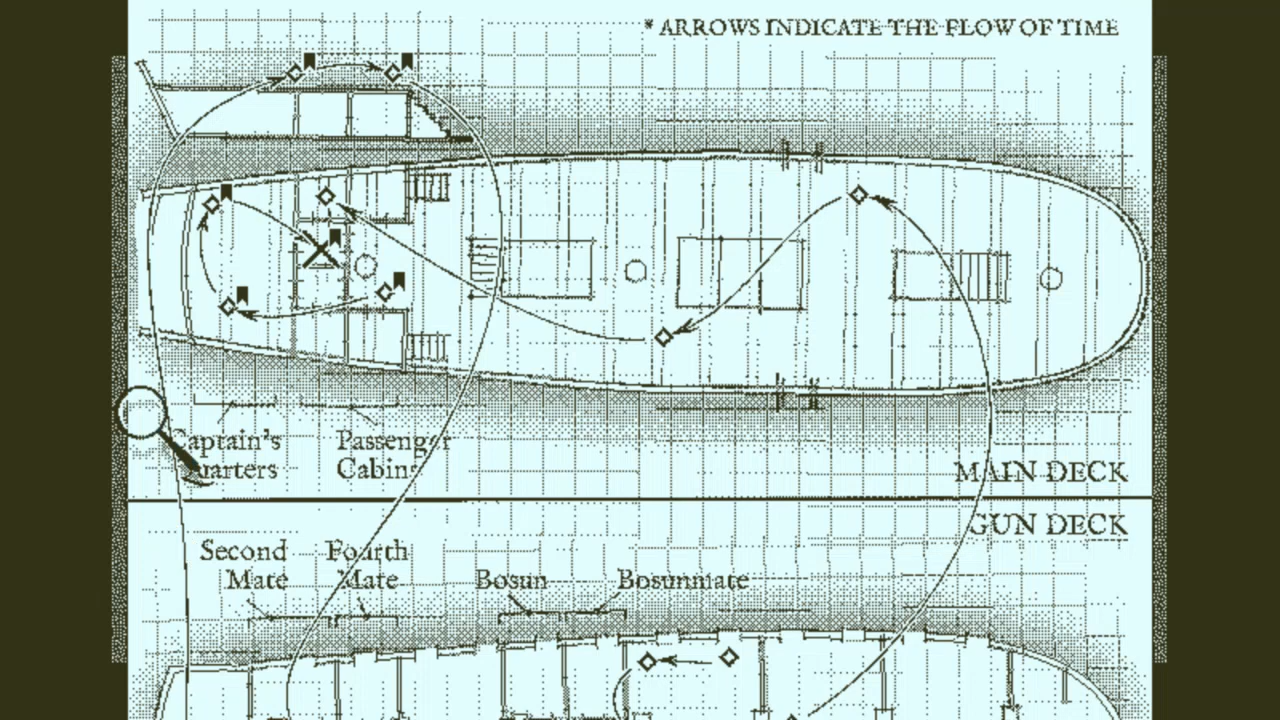 * ARROWS INDICATE THE FLOW OF TIME
Captain's
Quarters
Passenger
Cabins
MAIN DECK
GUN DECK
Second
Mate
Fourth
Mate
Bosun
Bosunmate